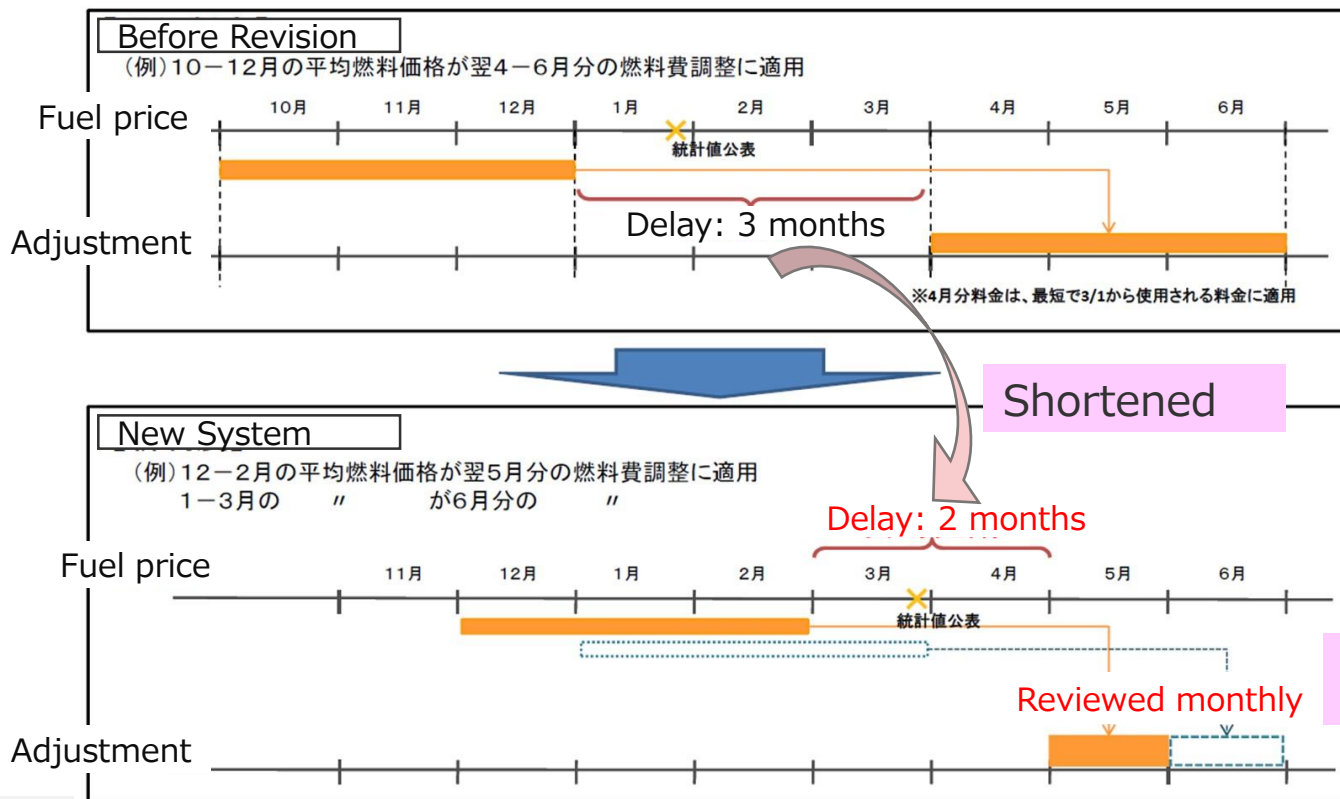 Before Revision
（例）10－12月の平均燃料価格が翌4－6月分の燃料費調整に適用
Fuel price
10月 11月 12月 1月 2月 3月 4月 5月 6月
統計値公表
Delay: 3 months
Adjustment
※4月分料金は、最短で3/1から使用される料金に適用
Shortened
New System
（例）12－2月の平均燃料価格が翌5月分の燃料費調整に適用
1－3月の 〃 が6月分の 〃
Delay: 2 months
Fuel price
11月 12月 1月 2月 3月 4月 5月 6月
統計値公表
Reviewed monthly
Adjustment